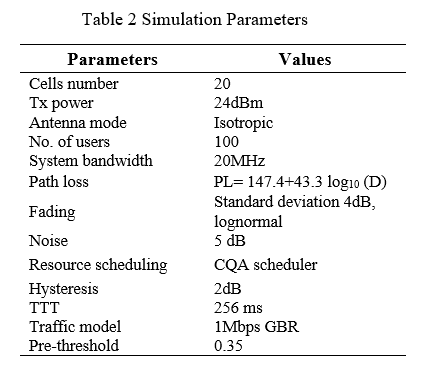 Table 2 Simulation Parameters
Parameters Values
Cells number 20
Tx power 24dBm
Antenna mode Isotropic
No. of users 100
System bandwidth 20MHz
Path loss PL= 147.4+43.3 log₁₀ (D)
Fading Standard deviation 4dB,
lognormal
Noise 5 dB
Resource scheduling CQA scheduler
Hysteresis 2dB
TTT 256 ms
Traffic model 1Mbps GBR
Pre-threshold 0.35